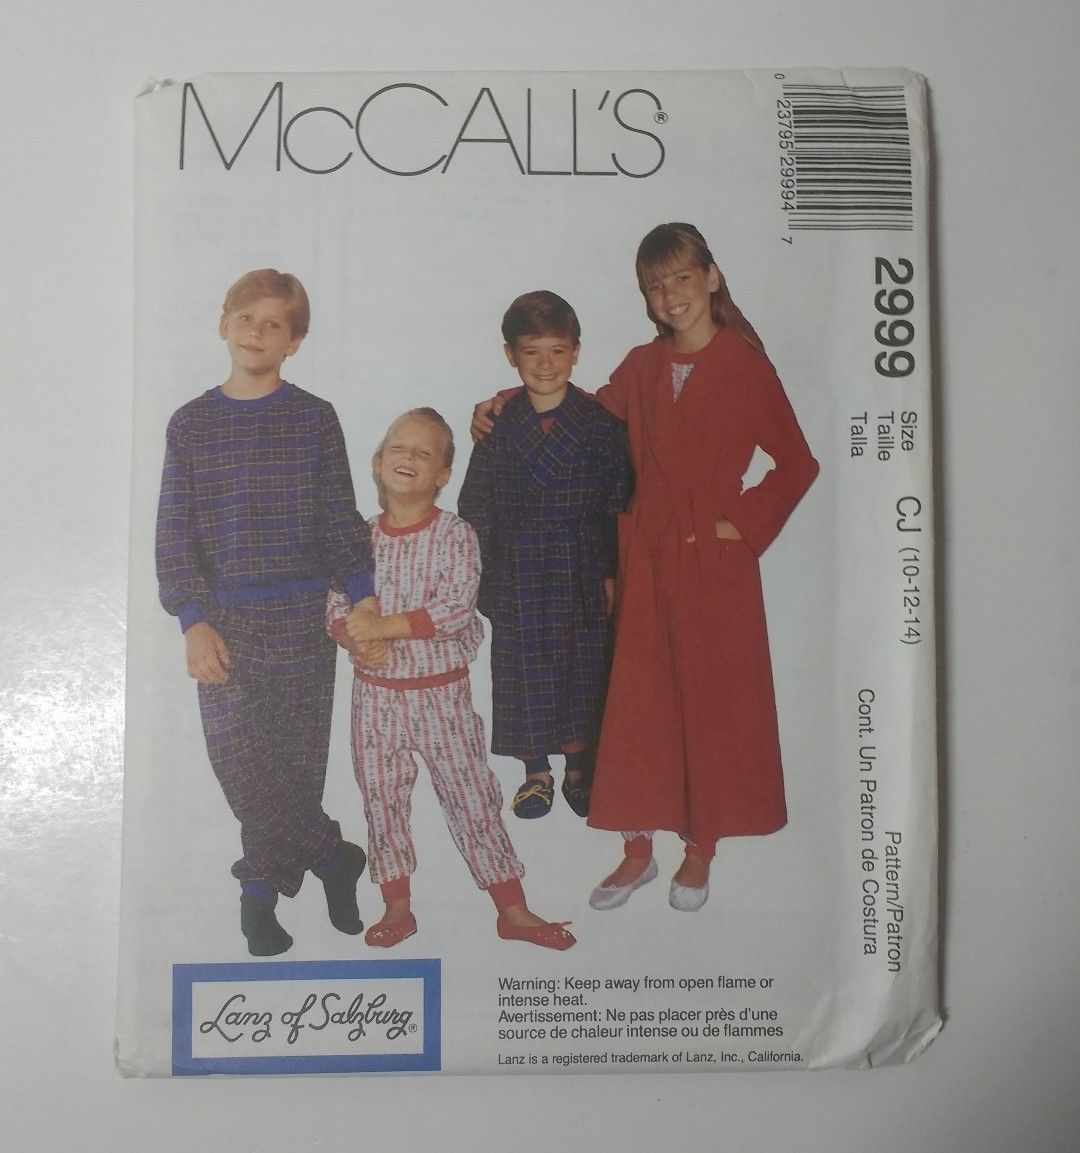 McCALL'S®
0 23795 29994 7
2999
Size
Taille
Talla
CJ (10-12-14)
Pattern/Patron
Cont. Un Patron de Costura
Lanz of Salzburg®
Warning: Keep away from open flame or
intense heat.
Avertissement: Ne pas placer près d'une
source de chaleur intense ou de flammes
Lanz is a registered trademark of Lanz, Inc., California.